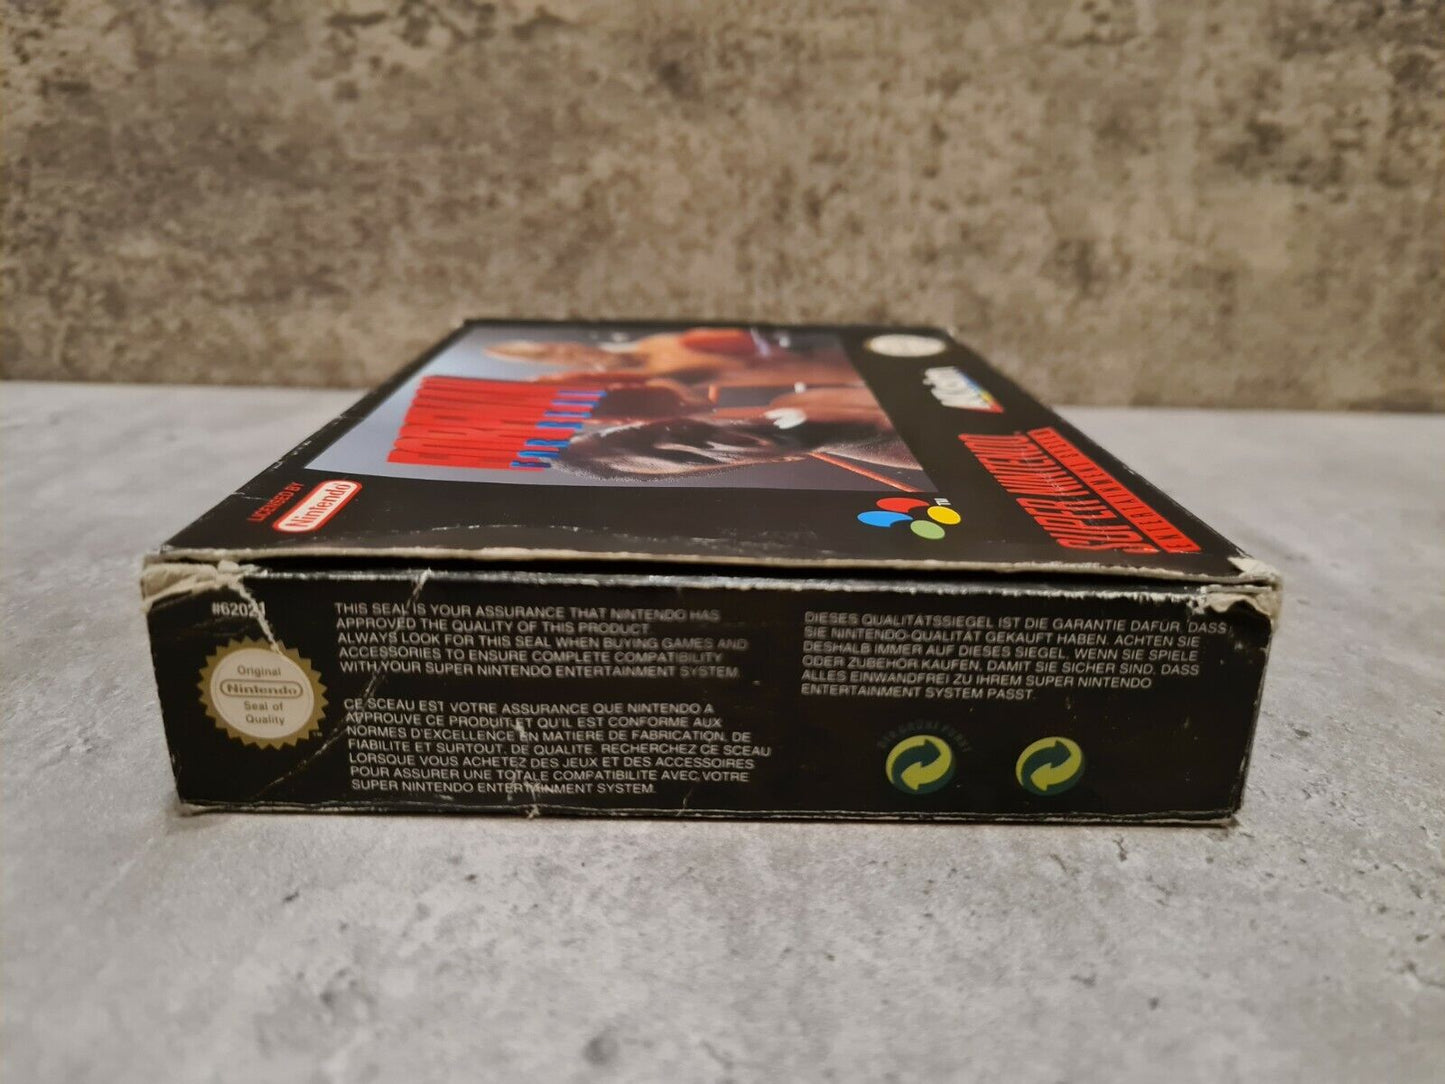 FOR REAL
LICENSED BY
Nintendo
SUPER NINTENDO
TM
#62021
Original
Nintendo
Seal of
Quality
TM
THIS SEAL IS YOUR ASSURANCE THAT NINTENDO HAS
APPROVED THE QUALITY OF THIS PRODUCT.
ALWAYS LOOK FOR THIS SEAL WHEN BUYING GAMES AND
ACCESSORIES TO ENSURE COMPLETE COMPATIBILITY
WITH YOUR SUPER NINTENDO ENTERTAINMENT SYSTEM.
CE SCEAU EST VOTRE ASSURANCE QUE NINTENDO A
APPROUVE CE PRODUIT ET QU'IL EST CONFORME AUX
NORMES D'EXCELLENCE EN MATIERE DE FABRICATION, DE
FIABILITE ET SURTOUT, DE QUALITE. RECHERCHEZ CE SCEAU
LORSQUE VOUS ACHETEZ DES JEUX ET DES ACCESSOIRES
POUR ASSURER UNE TOTALE COMPATIBILITE AVEC VOTRE
SUPER NINTENDO ENTERTAINMENT SYSTEM.
DIESES QUALITÄTSSIEGEL IST DIE GARANTIE DAFÜR, DASS
SIE NINTENDO-QUALITÄT GEKAUFT HABEN. ACHTEN SIE
DESHALB IMMER AUF DIESES SIEGEL, WENN SIE SPIELE
ODER ZUBEHÖR KAUFEN, DAMIT SIE SICHER SIND, DASS
ALLES EINWANDFREI ZU IHREM SUPER NINTENDO
ENTERTAINMENT SYSTEM PASST.
DER GRÜNE PUNKT